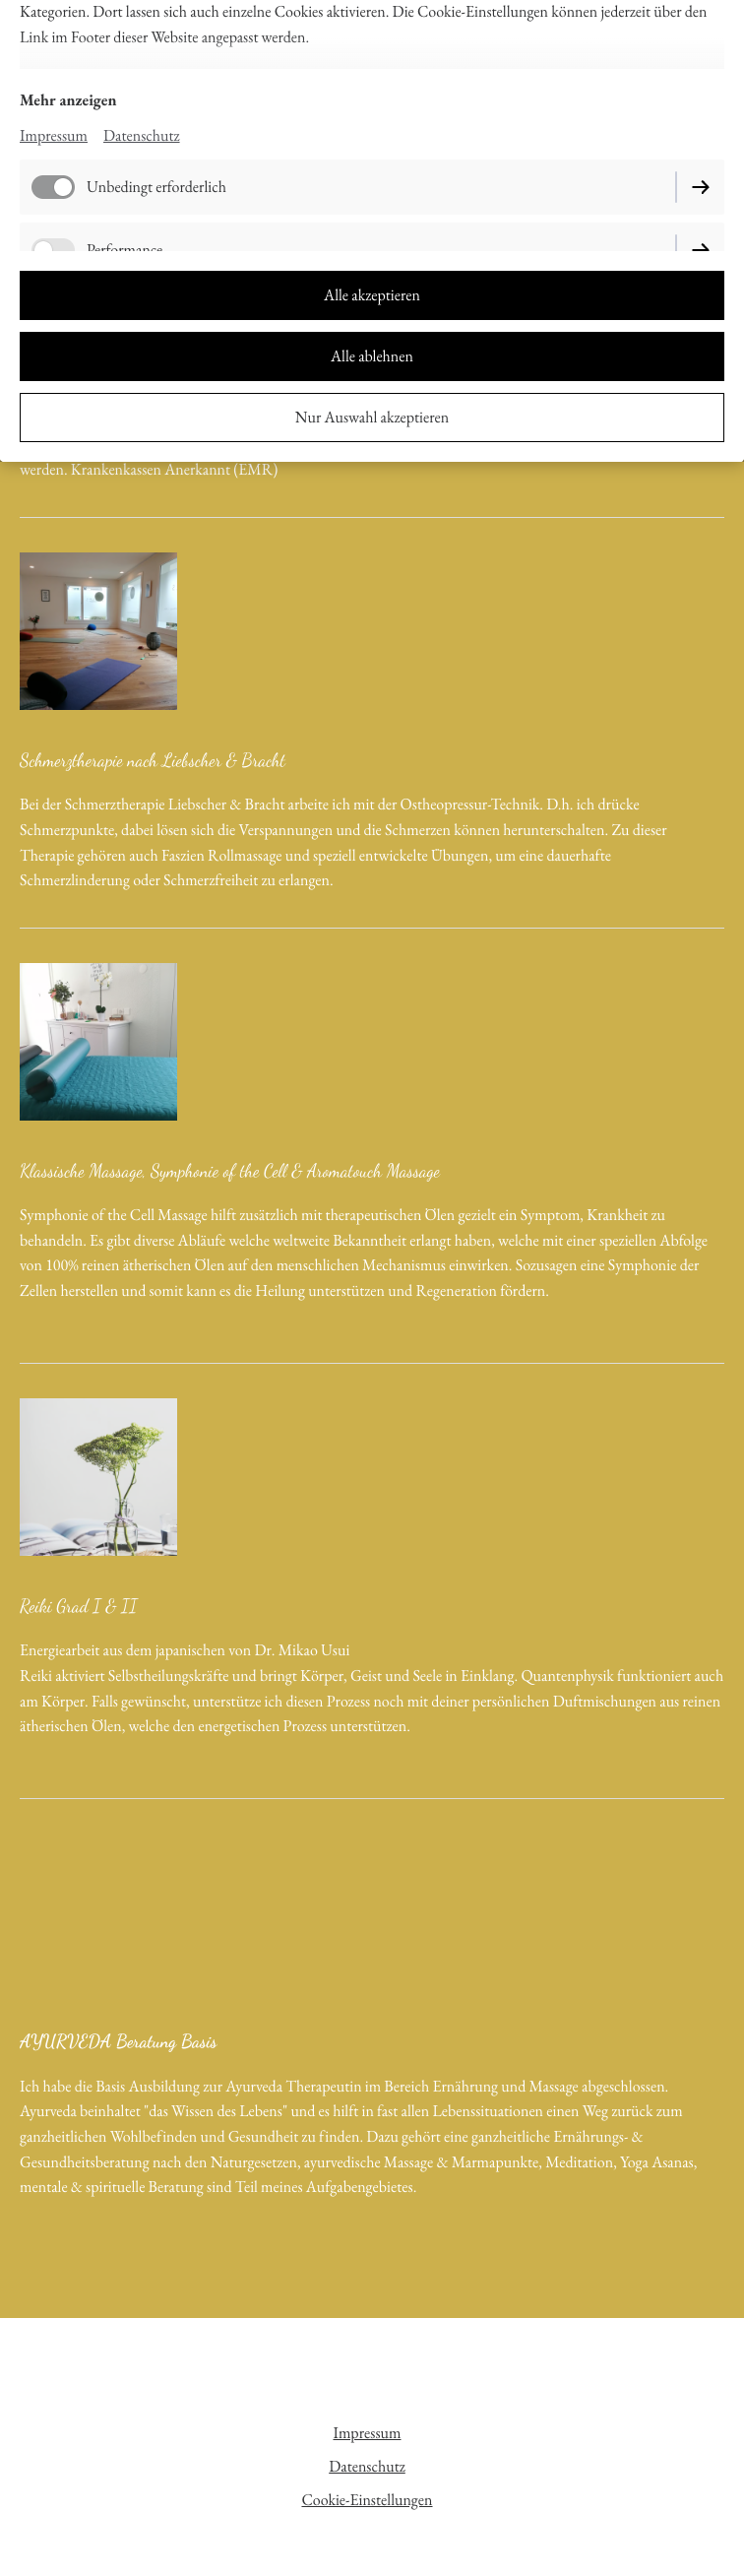 Kategorien. Dort lassen sich auch einzelne Cookies aktivieren. Die Cookie-Einstellungen können jederzeit über den
Link im Footer dieser Website angepasst werden.
Mehr anzeigen
Impressum Datenschutz
Unbedingt erforderlich
Performance
Alle akzeptieren
Alle ablehnen
Nur Auswahl akzeptieren
werden. Krankenkassen Anerkannt (EMR)
Schmerztherapie nach Liebscher & Bracht
Bei der Schmerztherapie Liebscher & Bracht arbeite ich mit der Ostheopressur-Technik. D.h. ich drücke
Schmerzpunkte, dabei lösen sich die Verspannungen und die Schmerzen können herunterschalten. Zu dieser
Therapie gehören auch Faszien Rollmassage und speziell entwickelte Übungen, um eine dauerhafte
Schmerzlinderung oder Schmerzfreiheit zu erlangen.
Klassische Massage, Symphonie of the Cell & Aromatouch Massage
Symphonie of the Cell Massage hilft zusätzlich mit therapeutischen Ölen gezielt ein Symptom, Krankheit zu
behandeln. Es gibt diverse Abläufe welche weltweite Bekanntheit erlangt haben, welche mit einer speziellen Abfolge
von 100% reinen ätherischen Ölen auf den menschlichen Mechanismus einwirken. Sozusagen eine Symphonie der
Zellen herstellen und somit kann es die Heilung unterstützen und Regeneration fördern.
Reiki Grad I & II
Energiearbeit aus dem japanischen von Dr. Mikao Usui
Reiki aktiviert Selbstheilungskräfte und bringt Körper, Geist und Seele in Einklang. Quantenphysik funktioniert auch
am Körper. Falls gewünscht, unterstütze ich diesen Prozess noch mit deiner persönlichen Duftmischungen aus reinen
ätherischen Ölen, welche den energetischen Prozess unterstützen.
AYURVEDA Beratung Basis
Ich habe die Basis Ausbildung zur Ayurveda Therapeutin im Bereich Ernährung und Massage abgeschlossen.
Ayurveda beinhaltet "das Wissen des Lebens" und es hilft in fast allen Lebenssituationen einen Weg zurück zum
ganzheitlichen Wohlbefinden und Gesundheit zu finden. Dazu gehört eine ganzheitliche Ernährungs- &
Gesundheitsberatung nach den Naturgesetzen, ayurvedische Massage & Marmapunkte, Meditation, Yoga Asanas,
mentale & spirituelle Beratung sind Teil meines Aufgabengebietes.
Impressum
Datenschutz
Cookie-Einstellungen